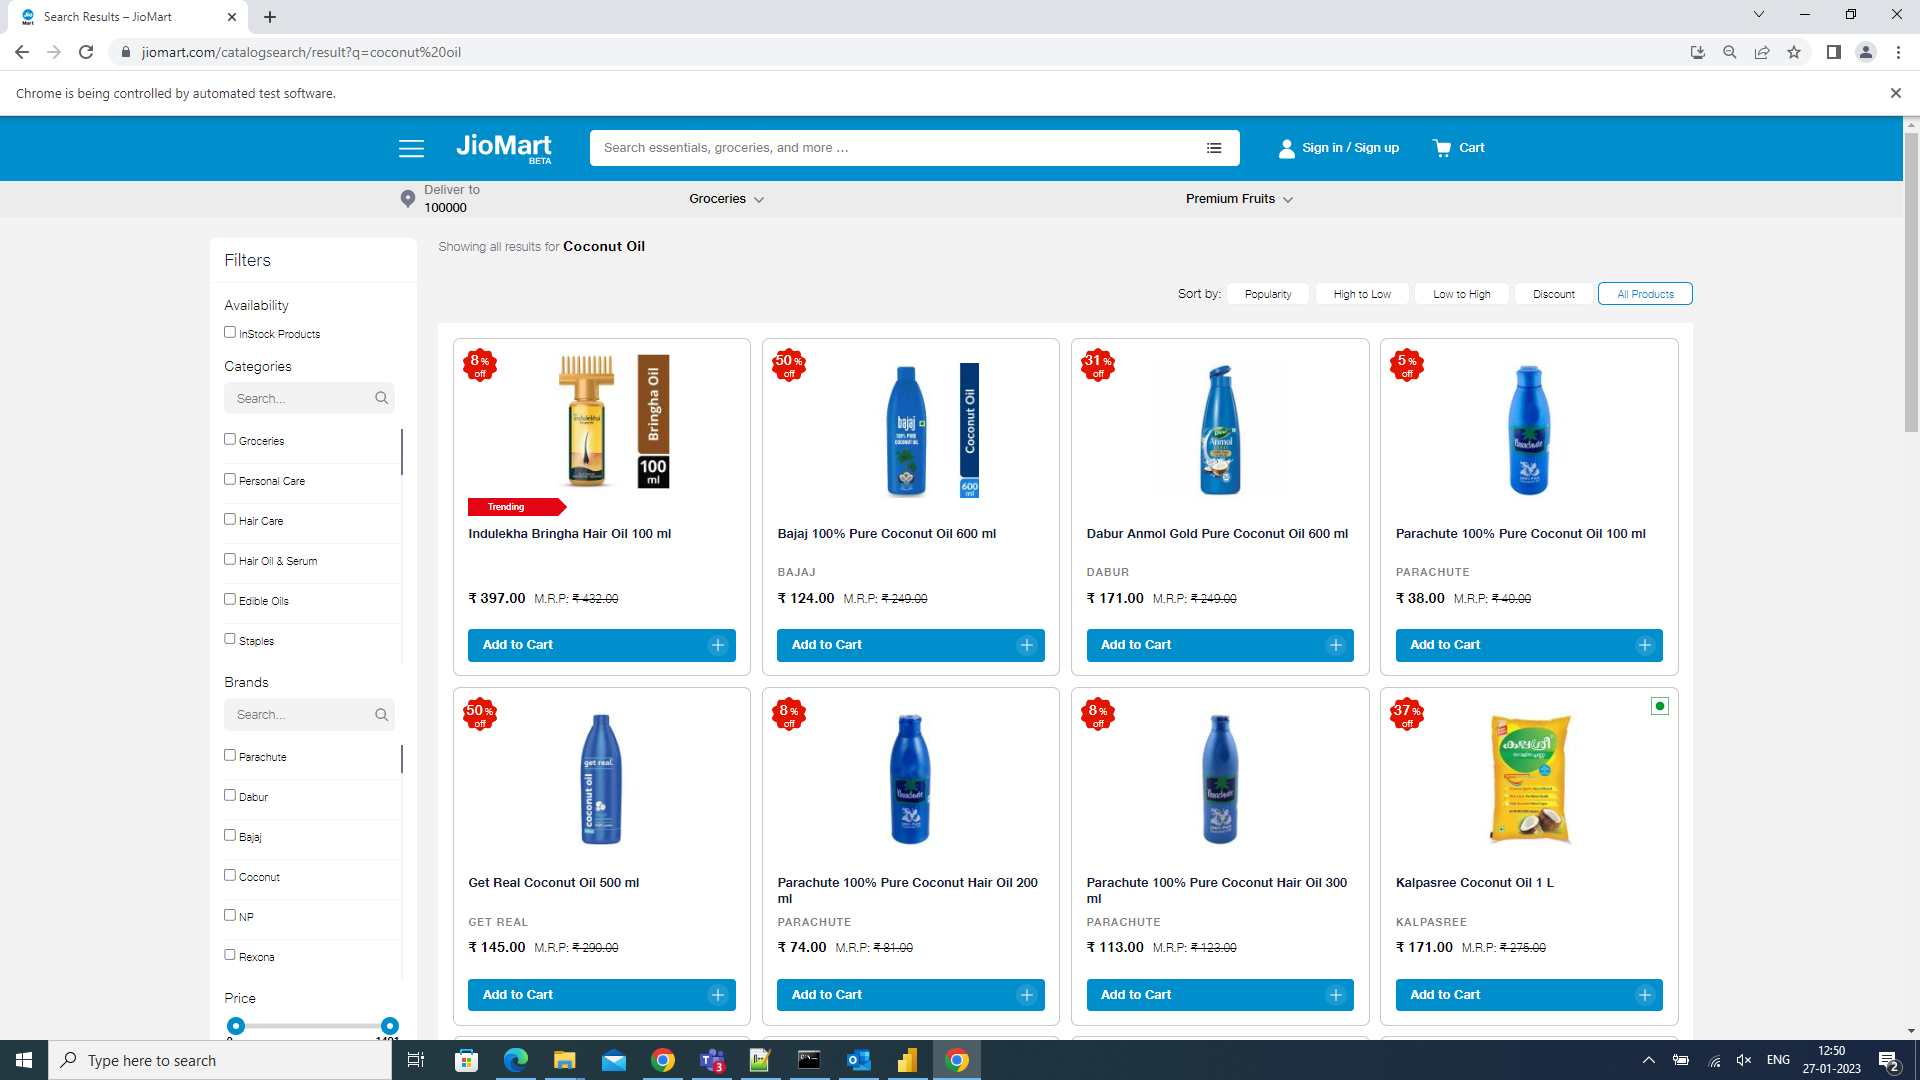 Search Results – JioMart
jiomart.com/catalogsearch/result?q=coconut%20oil
Chrome is being controlled by automated test software.
JioMart
BETA
Search essentials, groceries, and more ...
Sign in / Sign up
Cart
Deliver to
100000
Groceries
Premium Fruits
Filters
Availability
InStock Products
Categories
Search...
Groceries
Personal Care
Hair Care
Hair Oil & Serum
Edible Oils
Staples
Brands
Search...
Parachute
Dabur
Bajaj
Coconut
NP
Rexona
Price
Showing all results for Coconut Oil
Sort by: Popularity High to Low Low to High Discount All Products
8% off
Bringha Oil
100 ml
Trending
Indulekha Bringha Hair Oil 100 ml
₹ 397.00 M.R.P: ₹ 432.00
Add to Cart
50% off
bajaj
Coconut Oil
600 ml
Bajaj 100% Pure Coconut Oil 600 ml
BAJAJ
₹ 124.00 M.R.P: ₹ 249.00
Add to Cart
31% off
Anmol
Dabur Anmol Gold Pure Coconut Oil 600 ml
DABUR
₹ 171.00 M.R.P: ₹ 249.00
Add to Cart
5% off
Parachute
Parachute 100% Pure Coconut Oil 100 ml
PARACHUTE
₹ 38.00 M.R.P: ₹ 40.00
Add to Cart
50% off
get real.
coconut oil
Get Real Coconut Oil 500 ml
GET REAL
₹ 145.00 M.R.P: ₹ 290.00
Add to Cart
8% off
Parachute
Parachute 100% Pure Coconut Hair Oil 200
ml
PARACHUTE
₹ 74.00 M.R.P: ₹ 81.00
Add to Cart
8% off
Parachute
Parachute 100% Pure Coconut Hair Oil 300
ml
PARACHUTE
₹ 113.00 M.R.P: ₹ 123.00
Add to Cart
37% off
Kalpasree Coconut Oil 1 L
KALPASREE
₹ 171.00 M.R.P: ₹ 275.00
Add to Cart
Type here to search
3
ENG
12:50
27-01-2023
2